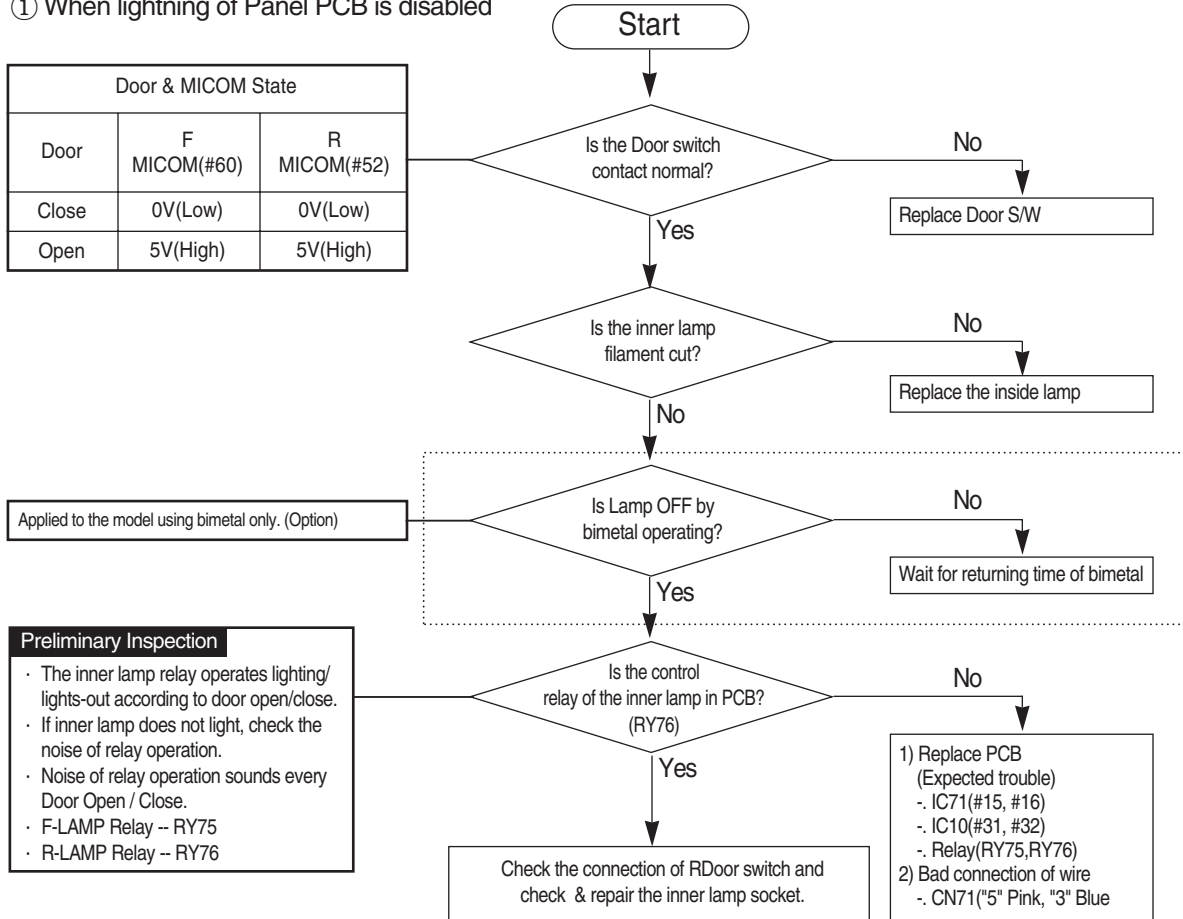 ① When lightning of Panel PCB is disabled
Start
Door & MICOM State
Door
F
MICOM(#60)
R
MICOM(#52)
Close
0V(Low)
0V(Low)
Open
5V(High)
5V(High)
Is the Door switch
contact normal?
No
Replace Door S/W
Yes
Is the inner lamp
filament cut?
No
Replace the inside lamp
No
Applied to the model using bimetal only. (Option)
Is Lamp OFF by
bimetal operating?
No
Wait for returning time of bimetal
Yes
Preliminary Inspection
· The inner lamp relay operates lighting/
lights-out according to door open/close.
· If inner lamp does not light, check the
noise of relay operation.
· Noise of relay operation sounds every
Door Open / Close.
· F-LAMP Relay -- RY75
· R-LAMP Relay -- RY76
Is the control
relay of the inner lamp in PCB?
(RY76)
No
1) Replace PCB
(Expected trouble)
-. IC71(#15, #16)
-. IC10(#31, #32)
-. Relay(RY75,RY76)
2) Bad connection of wire
-. CN71("5" Pink, "3" Blue
Yes
Check the connection of RDoor switch and
check & repair the inner lamp socket.